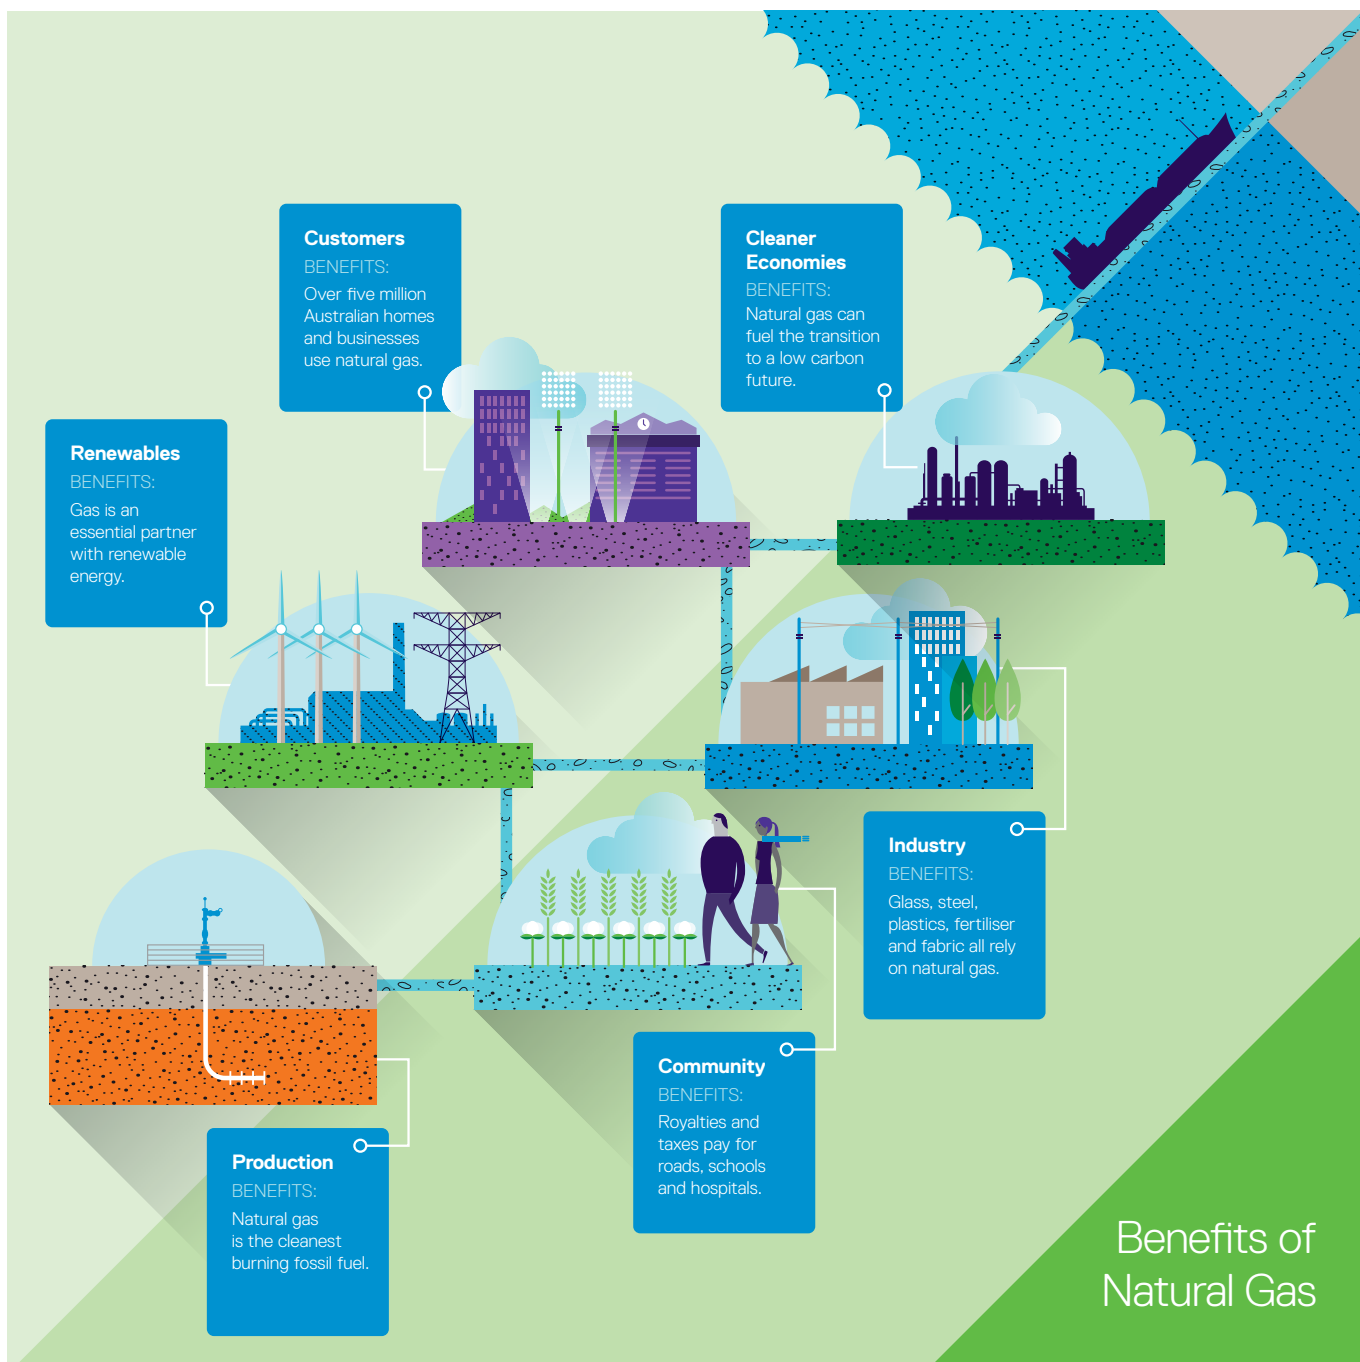 Customers
BENEFITS:
Over five million
Australian homes
and businesses
use natural gas.
Cleaner
Economies
BENEFITS:
Natural gas can
fuel the transition
to a low carbon
future.
Renewables
BENEFITS:
Gas is an
essential partner
with renewable
energy.
Industry
BENEFITS:
Glass, steel,
plastics, fertiliser
and fabric all rely
on natural gas.
Community
BENEFITS:
Royalties and
taxes pay for
roads, schools
and hospitals.
Production
BENEFITS:
Natural gas
is the cleanest
burning fossil fuel.
Benefits of
Natural Gas